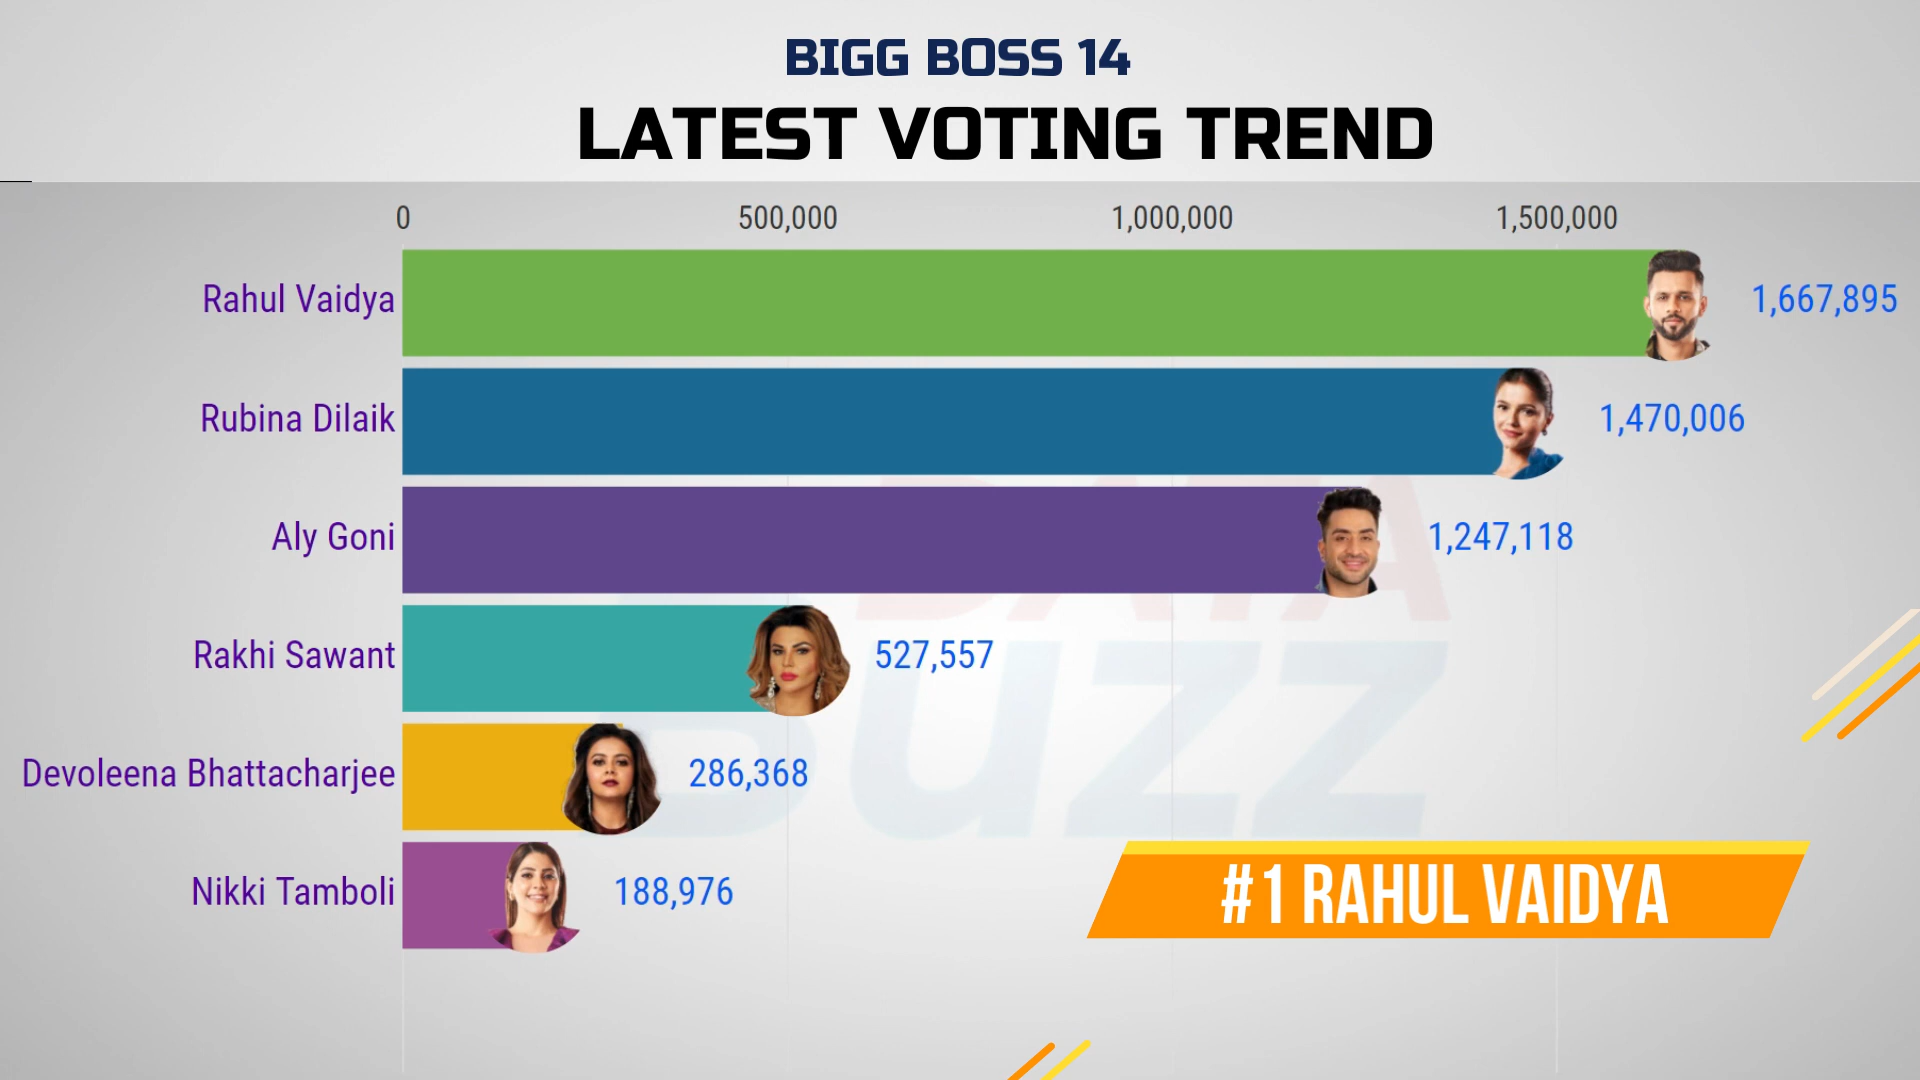 BIGG BOSS 14
LATEST VOTING TREND
0 500,000 1,000,000 1,500,000
Rahul Vaidya 1,667,895
Rubina Dilaik 1,470,006
Aly Goni 1,247,118
Rakhi Sawant 527,557
Devoleena Bhattacharjee 286,368
Nikki Tamboli 188,976
DATA
BUZZ
#1 RAHUL VAIDYA